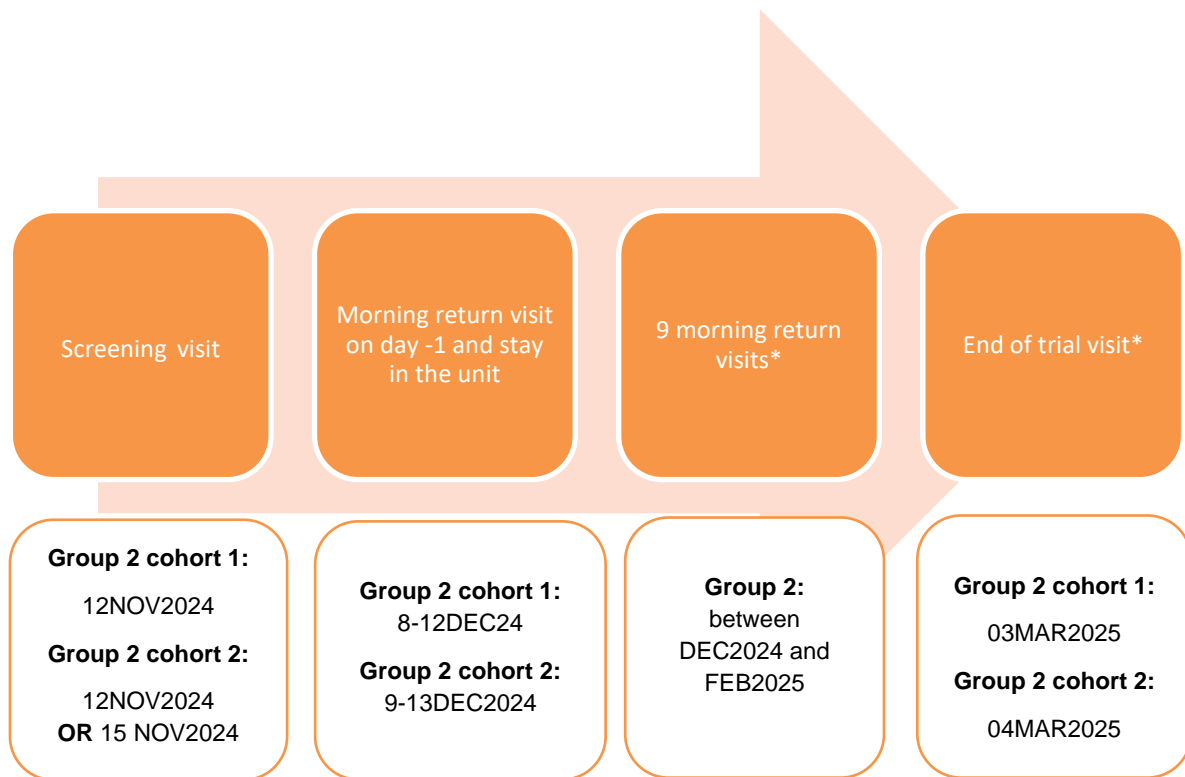 Screening visit
Morning return visit
on day -1 and stay
in the unit
9 morning return
visits*
End of trial visit*
Group 2 cohort 1:
12NOV2024
Group 2 cohort 2:
12NOV2024
OR 15 NOV2024
Group 2 cohort 1:
8-12DEC24
Group 2 cohort 2:
9-13DEC2024
Group 2:
between
DEC2024 and
FEB2025
Group 2 cohort 1:
03MAR2025
Group 2 cohort 2:
04MAR2025